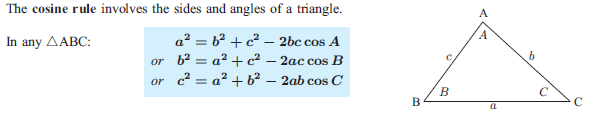 The cosine rule involves the sides and angles of a triangle.
In any △ABC:
a² = b² + c² – 2bc cos A
or b² = a² + c² – 2ac cos B
or c² = a² + b² – 2ab cos C
A
A
c
b
B
C
B
a
C